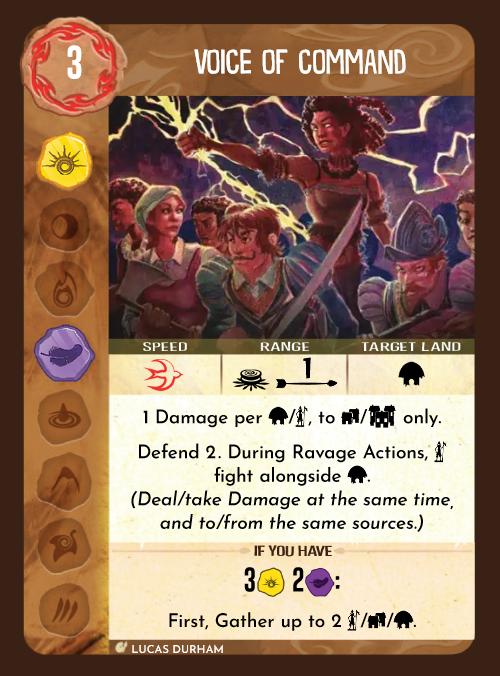 3
VOICE OF COMMAND
SPEED RANGE TARGET LAND
1
1 Damage per /, to / only.
Defend 2. During Ravage Actions,
fight alongside .
(Deal/take Damage at the same time,
and to/from the same sources.)
IF YOU HAVE
3 2 :
First, Gather up to 2 / / .
LUCAS DURHAM